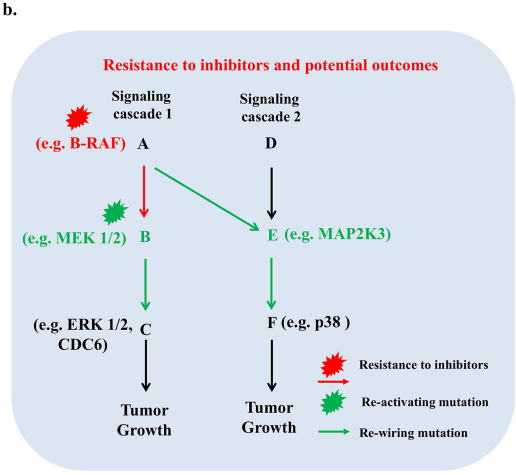 b.
Resistance to inhibitors and potential outcomes
Signaling
cascade 1
Signaling
cascade 2
(e.g. B-RAF) A
D
(e.g. MEK 1/2) B
E (e.g. MAP2K3)
(e.g. ERK 1/2, C
CDC6)
F (e.g. p38 )
Tumor
Growth
Tumor
Growth
Resistance to inhibitors
Re-activating mutation
Re-wiring mutation